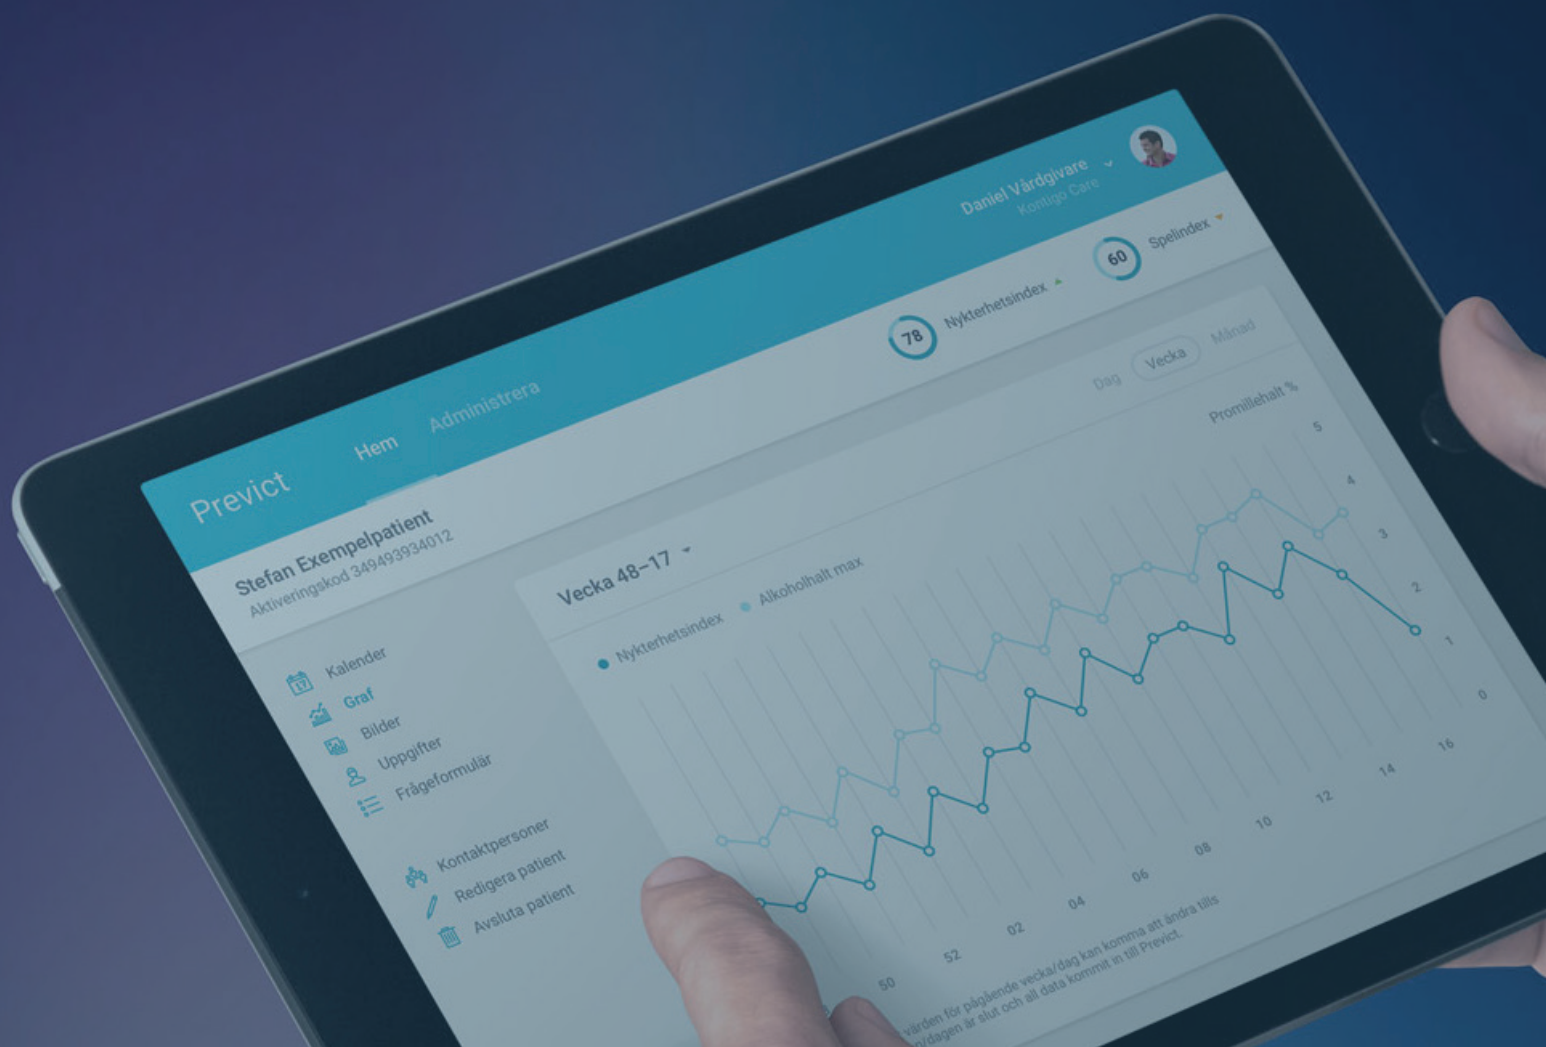 Previct
Hem
Administrera
Daniel Vårdgivare
Kontigo Care
Stefan Exempelpatient
Aktiveringskod 349493934012
78
Nykterhetsindex
60
Spelindex
Kalender
17
Graf
Bilder
Uppgifter
Frågeformulär
Kontaktpersoner
Redigera patient
Avsluta patient
Vecka 48–17
Dag
Vecka
Månad
Nykterhetsindex
Alkoholhalt max
Promillehalt %
5
4
3
2
1
0
50
52
02
04
06
08
10
12
14
16
värden för pågående vecka/dag kan komma att ändra tills
/dagen är slut och all data kommit in till Previct.